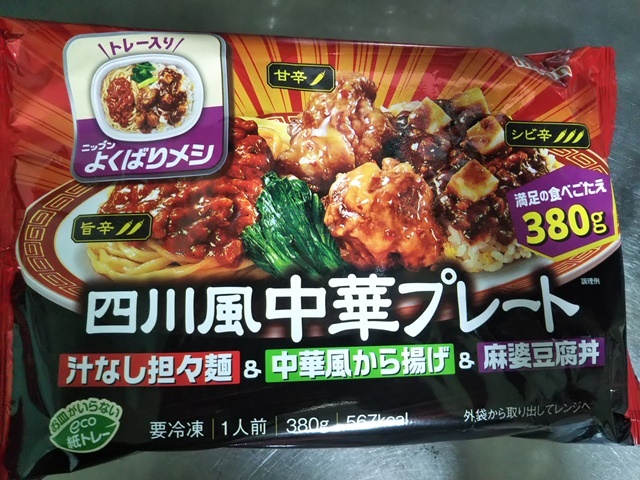 トレー入り
ニップン
よくばりメシ
甘辛
シビ辛
旨辛
満足の食べごたえ
380g
四川風中華プレート
調理例
汁なし担々麺 & 中華風から揚げ & 麻婆豆腐丼
お皿がいらない
eco
紙トレー
要冷凍 1人前 380g 567kcal
外袋から取り出してレンジへ